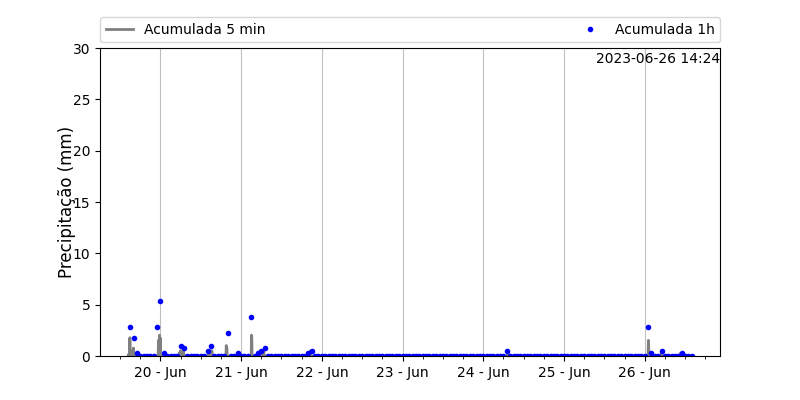 Acumulada 5 min
Acumulada 1h
2023-06-26 14:24
Precipitação (mm)
30
25
20
15
10
5
0
20 - Jun
21 - Jun
22 - Jun
23 - Jun
24 - Jun
25 - Jun
26 - Jun